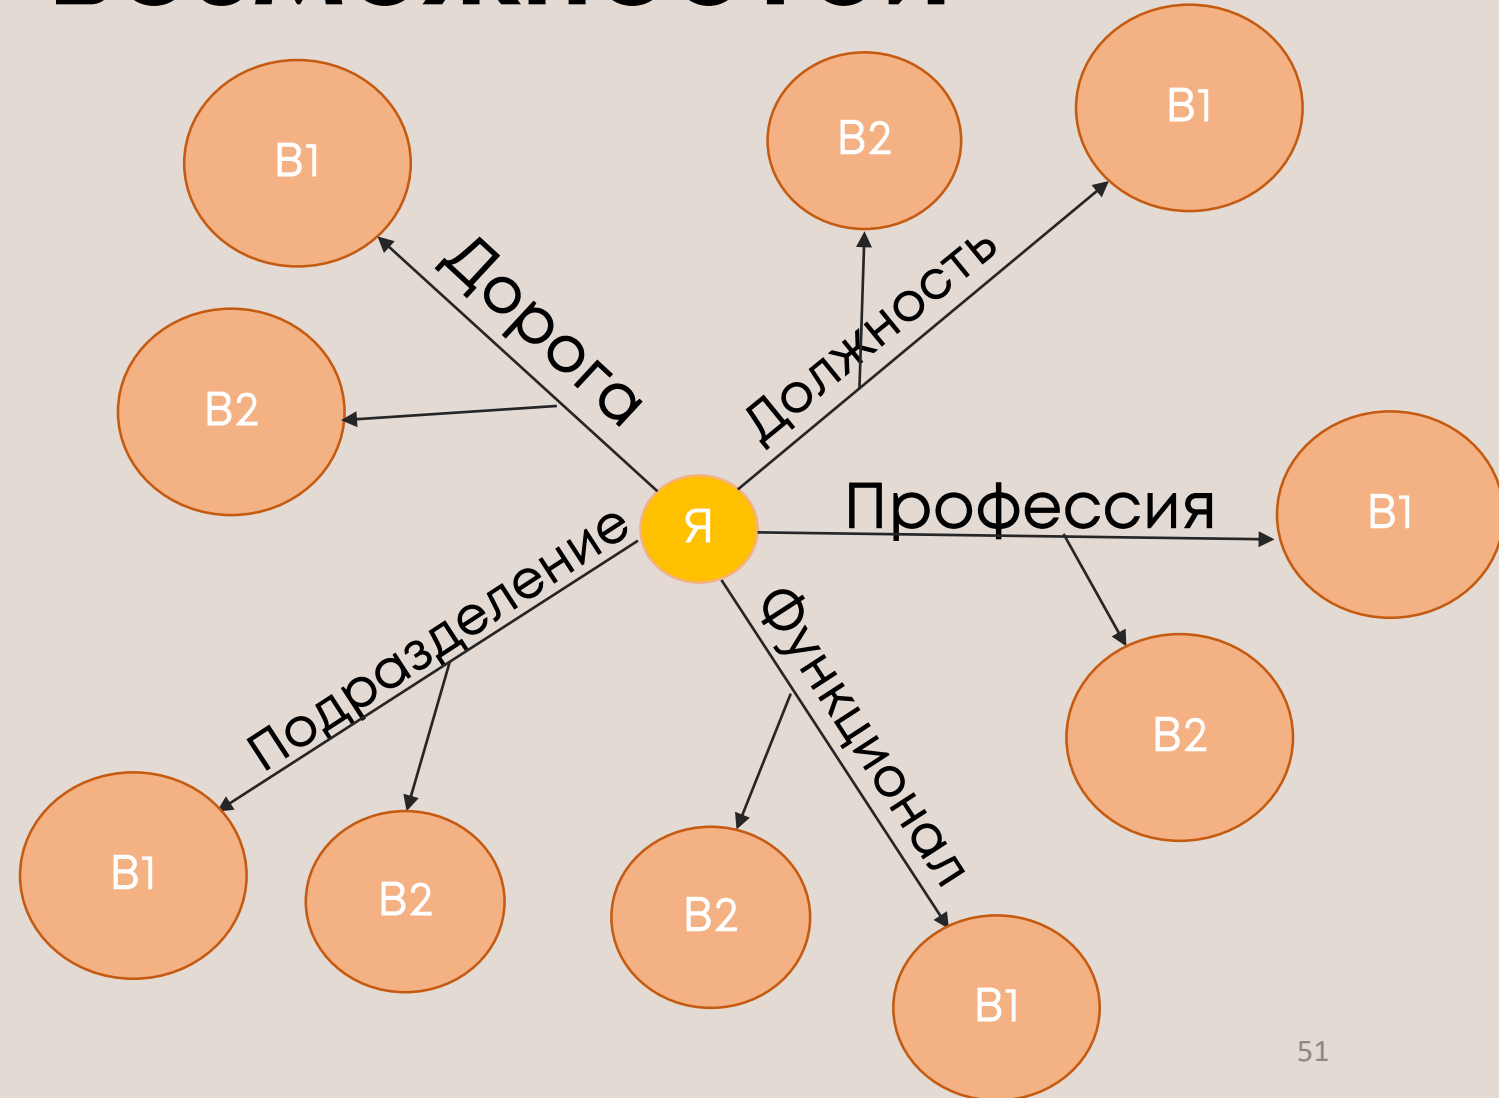 В1
В2
В1
Дорога
Должность
В2
Профессия
В1
Я
Подразделение
Функционал
В2
В1
В2
В2
В1
51